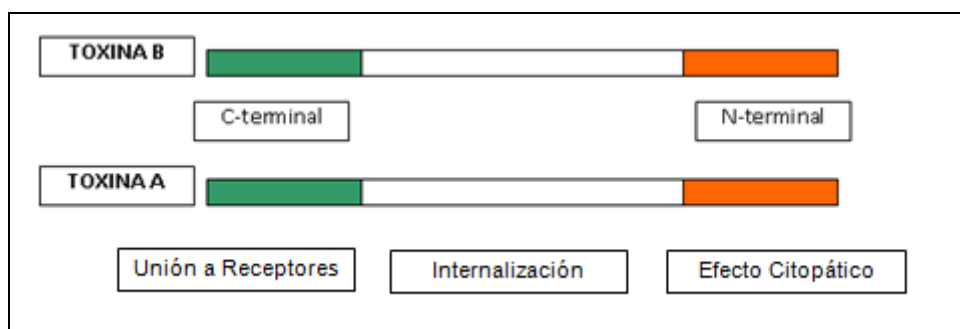 TOXINA B
C-terminal
N-terminal
TOXINA A
Unión a Receptores
Internalización
Efecto Citopático